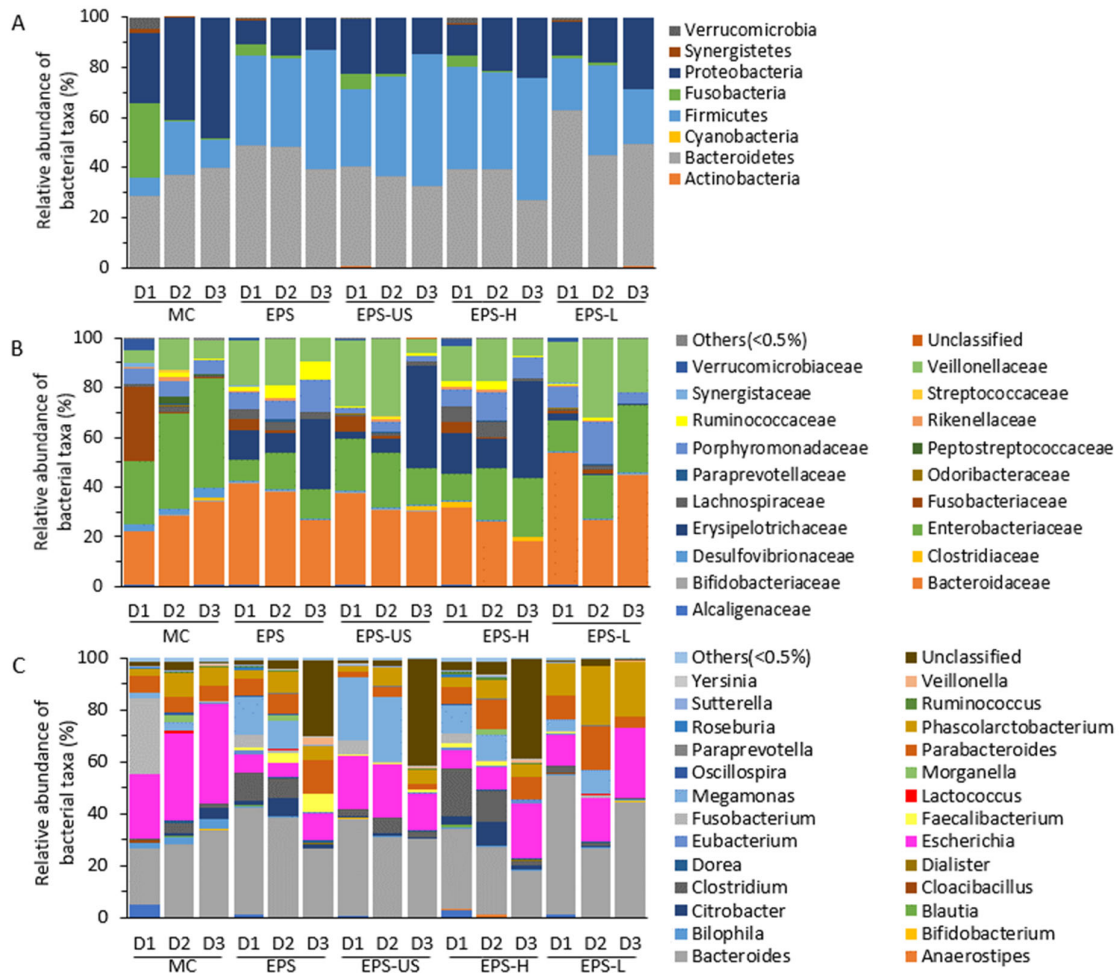 A
Relative abundance of
bacterial taxa (%)
100
80
60
40
20
0
D1 D2 D3 D1 D2 D3 D1 D2 D3 D1 D2 D3 D1 D2 D3
MC EPS EPS-US EPS-H EPS-L
Verrucomicrobia
Synergistetes
Proteobacteria
Fusobacteria
Firmicutes
Cyanobacteria
Bacteroidetes
Actinobacteria
B
Relative abundance of
bacterial taxa (%)
100
80
60
40
20
0
D1 D2 D3 D1 D2 D3 D1 D2 D3 D1 D2 D3 D1 D2 D3
MC EPS EPS-US EPS-H EPS-L
Others(<0.5%) Unclassified
Verrucomicrobiaceae Veillonellaceae
Synergistaceae Streptococcaceae
Ruminococcaceae Rikenellaceae
Porphyromonadaceae Peptostreptococcaceae
Paraprevotellaceae Odoribacteraceae
Lachnospiraceae Fusobacteriaceae
Erysipelotrichaceae Enterobacteriaceae
Desulfovibrionaceae Clostridiaceae
Bifidobacteriaceae Bacteroidaceae
Alcaligenaceae
C
Relative abundance of
bacterial taxa (%)
100
80
60
40
20
0
D1 D2 D3 D1 D2 D3 D1 D2 D3 D1 D2 D3 D1 D2 D3
MC EPS EPS-US EPS-H EPS-L
Others(<0.5%) Unclassified
Yersinia Veillonella
Sutterella Ruminococcus
Roseburia Phascolarctobacterium
Paraprevotella Parabacteroides
Oscillospira Morganella
Megamonas Lactococcus
Fusobacterium Faecalibacterium
Eubacterium Escherichia
Dorea Dialister
Clostridium Cloacibacillus
Citrobacter Blautia
Bilophila Bifidobacterium
Bacteroides Anaerostipes